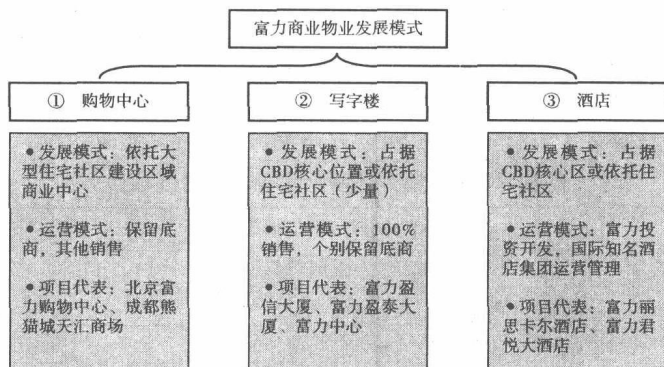 富力商业物业发展模式
① 购物中心
● 发展模式：依托大
型住宅社区建设区域
商业中心
● 运营模式：保留底
商，其他销售
● 项目代表：北京富
力购物中心、成都熊
猫城天汇商场
② 写字楼
● 发展模式：占据
CBD核心位置或依托
住宅社区（少量）
● 运营模式：100%
销售，个别保留底商
● 项目代表：富力盈
信大厦、富力盈泰大
厦、富力中心
③ 酒店
● 发展模式：占据
CBD核心区或依托住
宅社区
● 运营模式：富力投
资开发，国际知名酒
店集团运营管理
● 项目代表：富力丽
思卡尔酒店、富力君
悦大酒店